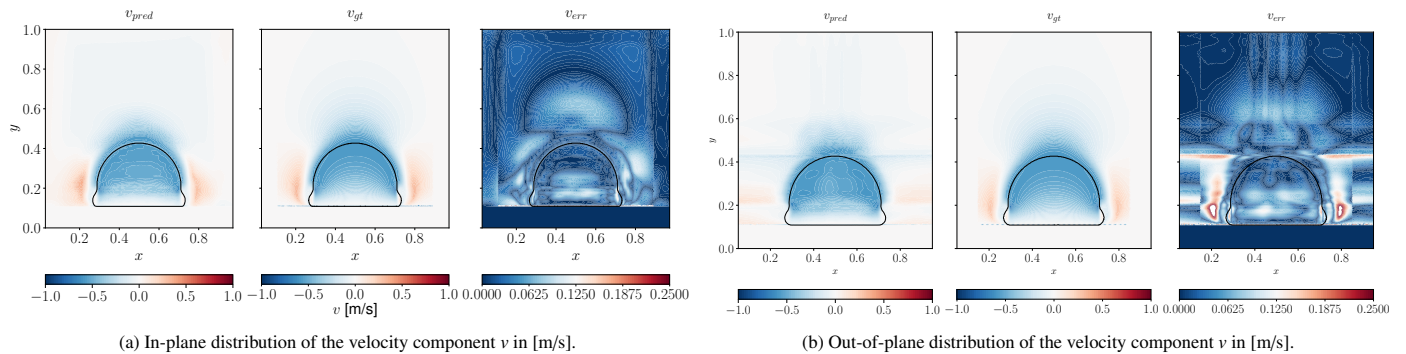 v_pred v_gt v_err
1.0
0.8
0.6
0.4
0.2
0.0
y
0.2 0.4 0.6 0.8 0.2 0.4 0.6 0.8 0.2 0.4 0.6 0.8
x x x
−1.0 −0.5 0.0 0.5 1.0 −1.0 −0.5 0.0 0.5 1.0 0.0000 0.0625 0.1250 0.1875 0.2500
v [m/s]
(a) In-plane distribution of the velocity component v in [m/s].
v_pred v_gt v_err
1.0
0.8
0.6
0.4
0.2
0.0
y
0.2 0.4 0.6 0.8 0.2 0.4 0.6 0.8 0.2 0.4 0.6 0.8
x x x
−1.0 −0.5 0.0 0.5 1.0 −1.0 −0.5 0.0 0.5 1.0 0.0000 0.0625 0.1250 0.1875 0.2500
(b) Out-of-plane distribution of the velocity component v in [m/s].